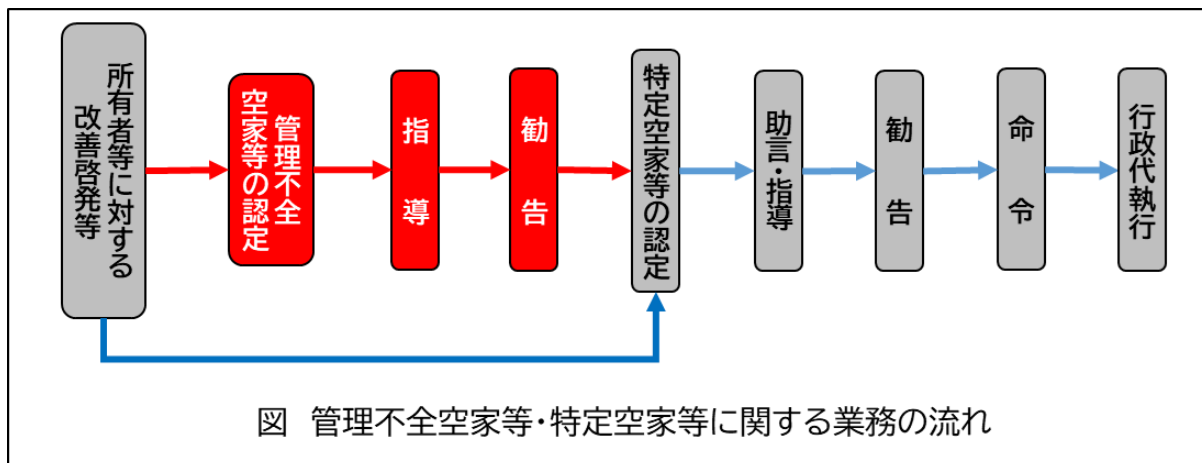 所有者等に対する
改善啓発等
管理不全
空家等の認定
指導
勧告
特定空家等の認定
助言・指導
勧告
命令
行政代執行
図 管理不全空家等・特定空家等に関する業務の流れ